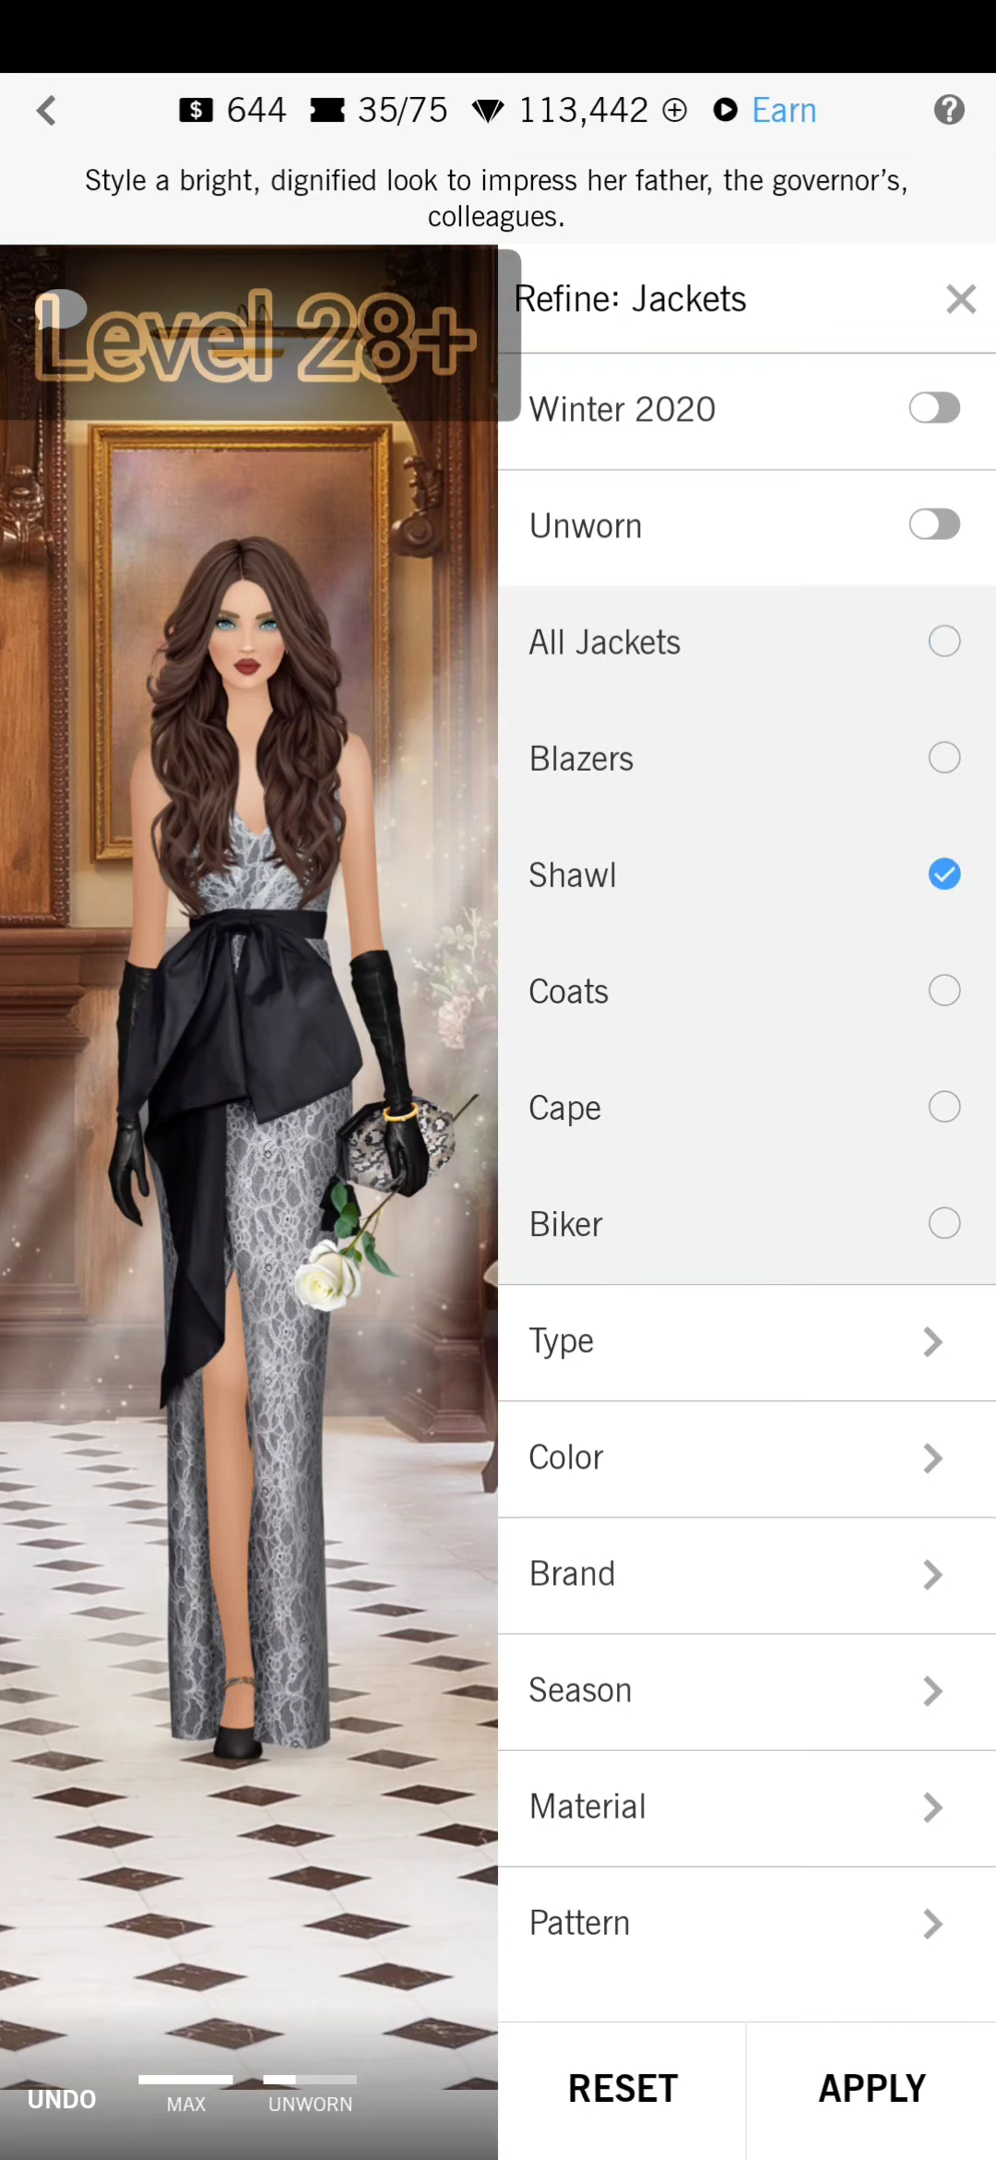 $ 644 35/75 113,442 Earn ?
Style a bright, dignified look to impress her father, the governor's,
colleagues.
Level 28+
Refine: Jackets
Winter 2020
Unworn
All Jackets
Blazers
Shawl
Coats
Cape
Biker
Type
Color
Brand
Season
Material
Pattern
UNDO
MAX
UNWORN
RESET
APPLY